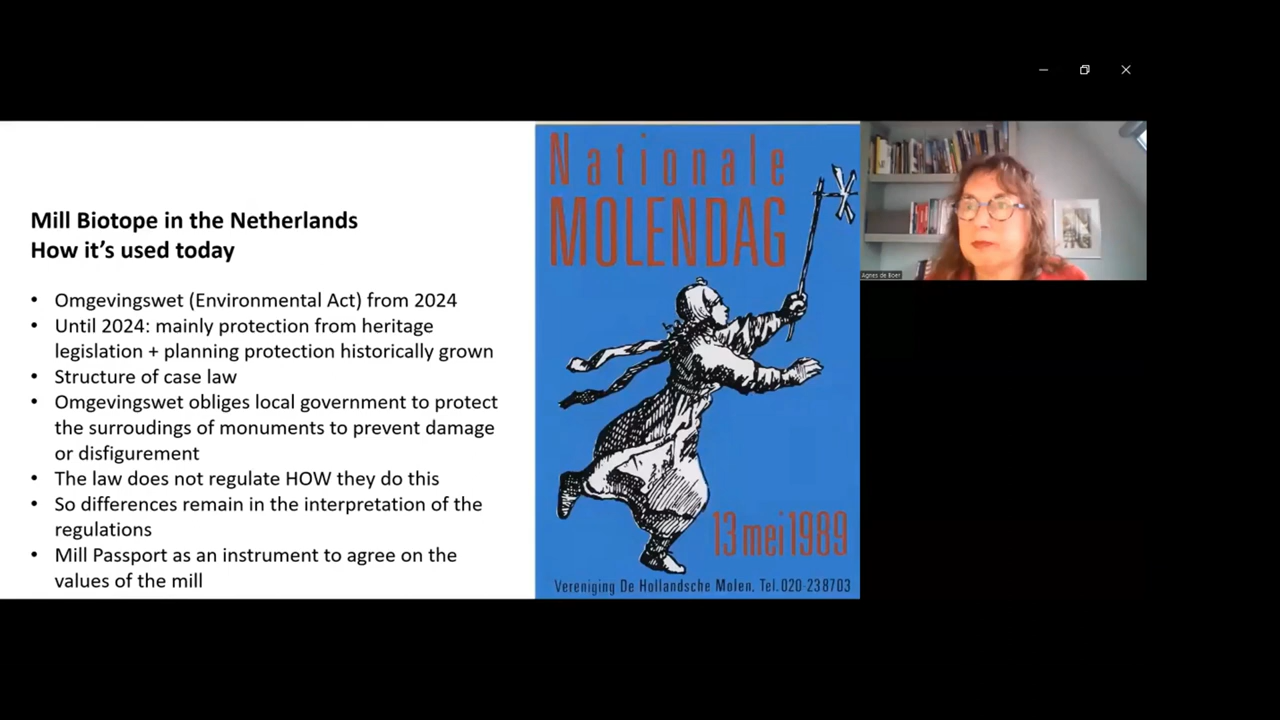 Mill Biotope in the Netherlands
How it’s used today
• Omgevingswet (Environmental Act) from 2024
• Until 2024: mainly protection from heritage
legislation + planning protection historically grown
• Structure of case law
• Omgevingswet obliges local government to protect
the surroudings of monuments to prevent damage
or disfigurement
• The law does not regulate HOW they do this
• So differences remain in the interpretation of the
regulations
• Mill Passport as an instrument to agree on the
values of the mill
Nationale
MOLENDAG
13 mei 1989
Vereniging De Hollandsche Molen. Tel. 020-238703
Agnes de Boer